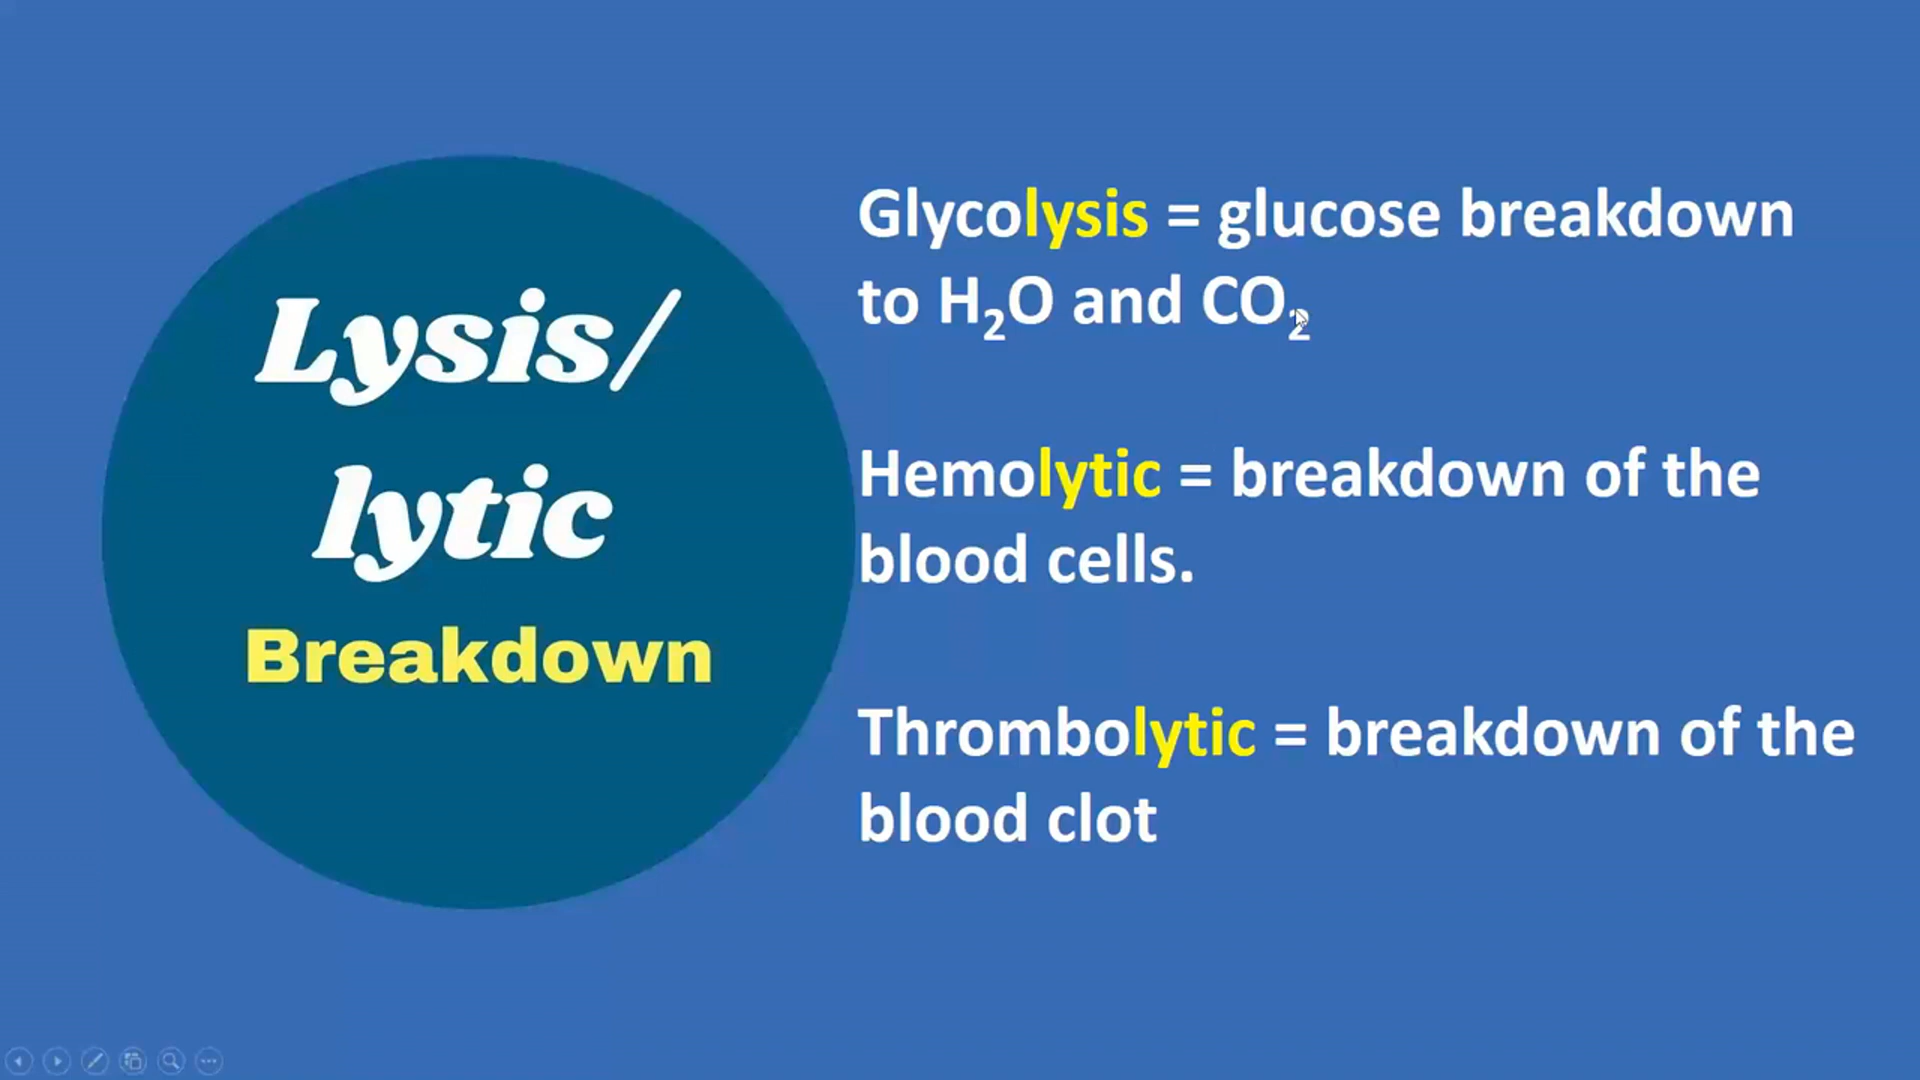 Lysis/
lytic
Breakdown
Glycolysis = glucose breakdown
to H₂O and CO₂
Hemolytic = breakdown of the
blood cells.
Thrombolytic = breakdown of the
blood clot